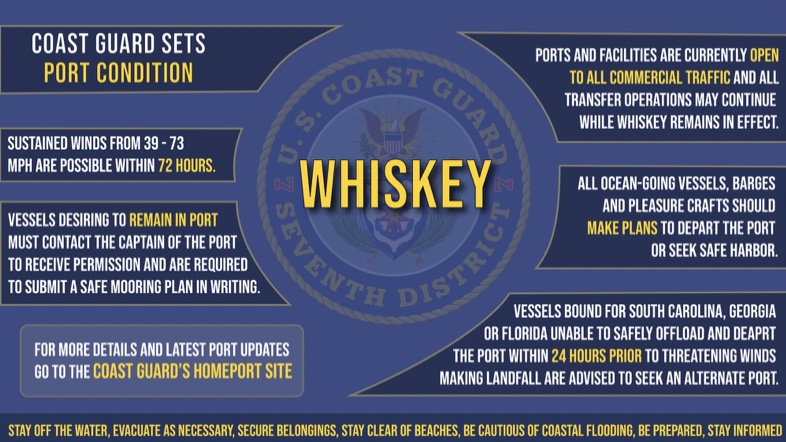 COAST GUARD SETS
PORT CONDITION
SUSTAINED WINDS FROM 39 - 73
MPH ARE POSSIBLE WITHIN 72 HOURS.
VESSELS DESIRING TO REMAIN IN PORT
MUST CONTACT THE CAPTAIN OF THE PORT
TO RECEIVE PERMISSION AND ARE REQUIRED
TO SUBMIT A SAFE MOORING PLAN IN WRITING.
FOR MORE DETAILS AND LATEST PORT UPDATES
GO TO THE COAST GUARD'S HOMEPORT SITE
U. S. COAST GUARD
WHISKEY
SEVENTH DISTRICT
PORTS AND FACILITIES ARE CURRENTLY OPEN
TO ALL COMMERCIAL TRAFFIC AND ALL
TRANSFER OPERATIONS MAY CONTINUE
WHILE WHISKEY REMAINS IN EFFECT.
ALL OCEAN-GOING VESSELS, BARGES
AND PLEASURE CRAFTS SHOULD
MAKE PLANS TO DEPART THE PORT
OR SEEK SAFE HARBOR.
VESSELS BOUND FOR SOUTH CAROLINA, GEORGIA
OR FLORIDA UNABLE TO SAFELY OFFLOAD AND DEAPRT
THE PORT WITHIN 24 HOURS PRIOR TO THREATENING WINDS
MAKING LANDFALL ARE ADVISED TO SEEK AN ALTERNATE PORT.
STAY OFF THE WATER, EVACUATE AS NECESSARY, SECURE BELONGINGS, STAY CLEAR OF BEACHES, BE CAUTIOUS OF COASTAL FLOODING, BE PREPARED, STAY INFORMED